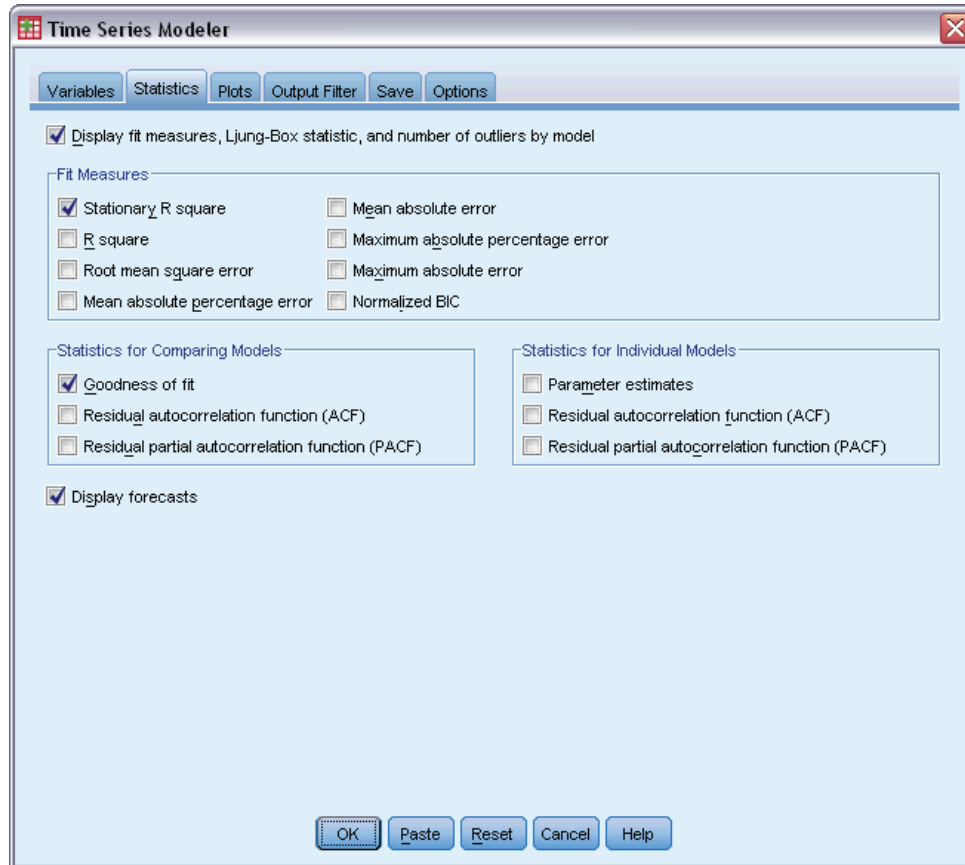 Time Series Modeler
Variables Statistics Plots Output Filter Save Options
Display fit measures, Ljung-Box statistic, and number of outliers by model
Fit Measures
Stationary R square
R square
Root mean square error
Mean absolute percentage error
Mean absolute error
Maximum absolute percentage error
Maximum absolute error
Normalized BIC
Statistics for Comparing Models
Goodness of fit
Residual autocorrelation function (ACF)
Residual partial autocorrelation function (PACF)
Statistics for Individual Models
Parameter estimates
Residual autocorrelation function (ACF)
Residual partial autocorrelation function (PACF)
Display forecasts
OK Paste Reset Cancel Help